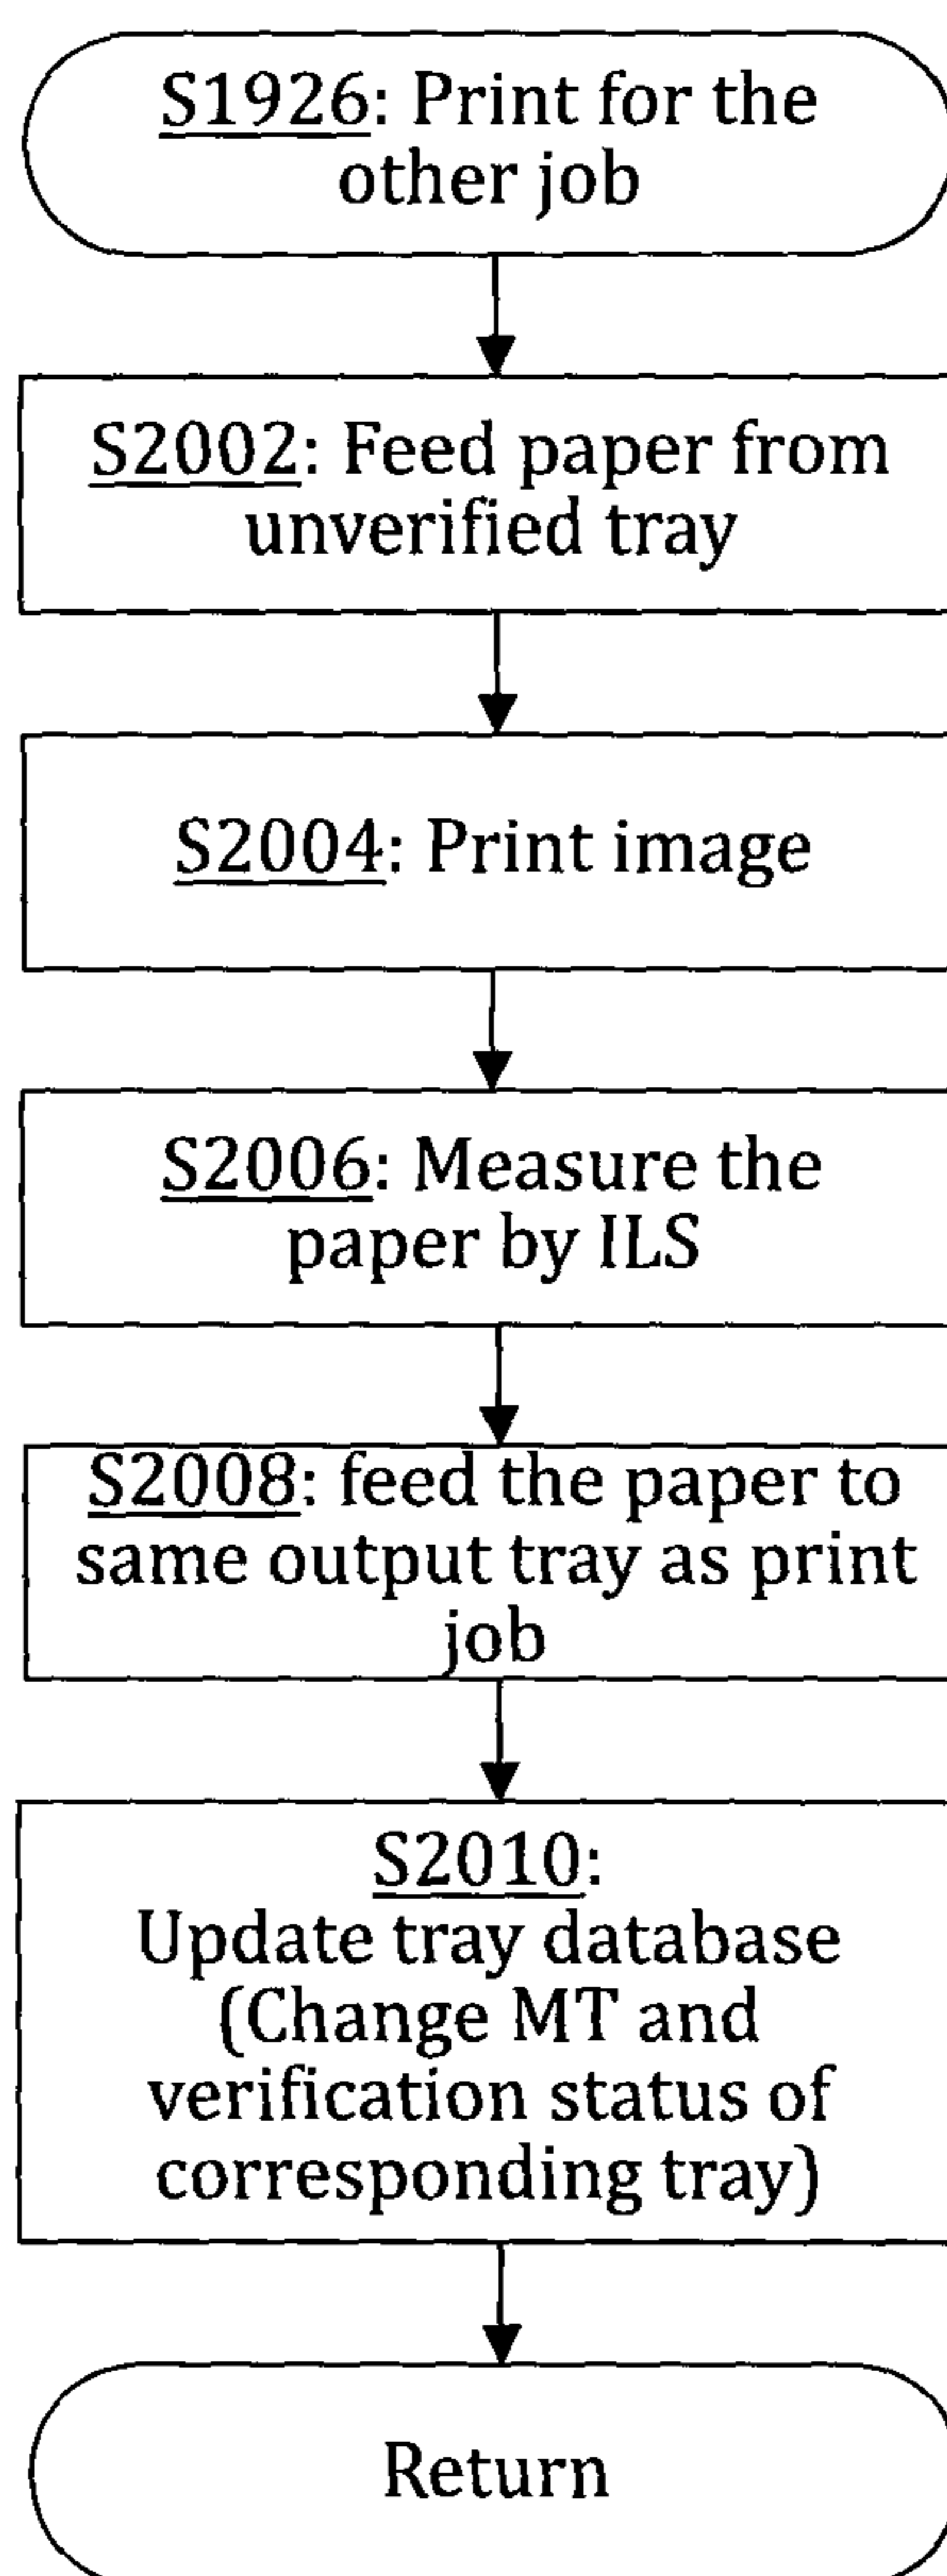 S1926: Print for the
other job
S2002: Feed paper from
unverified tray
S2004: Print image
S2006: Measure the
paper by ILS
S2008: feed the paper to
same output tray as print
job
S2010:
Update tray database
(Change MT and
verification status of
corresponding tray)
Return